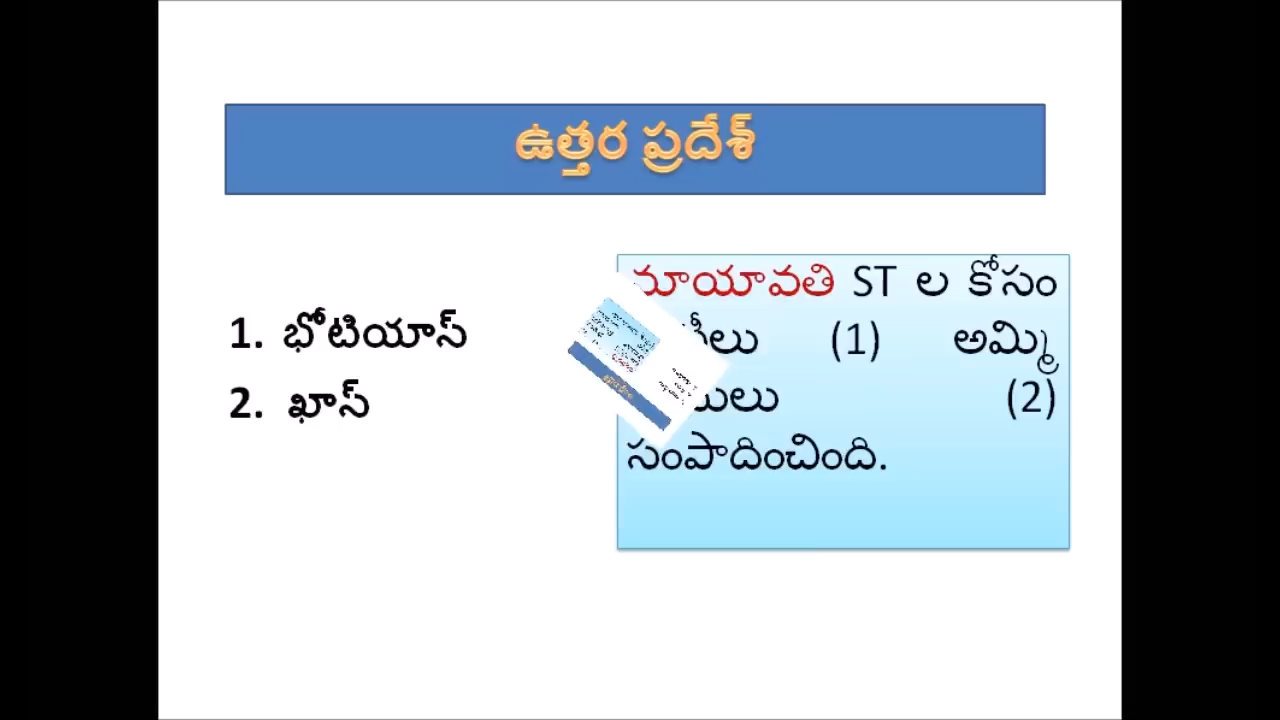 ఉత్తర ప్రదేశ్
1. భోటియాస్
2. ఖాస్
మాయావతి ST ల కోసం
(1) అమ్మి
(2)
సంపాదించింది.